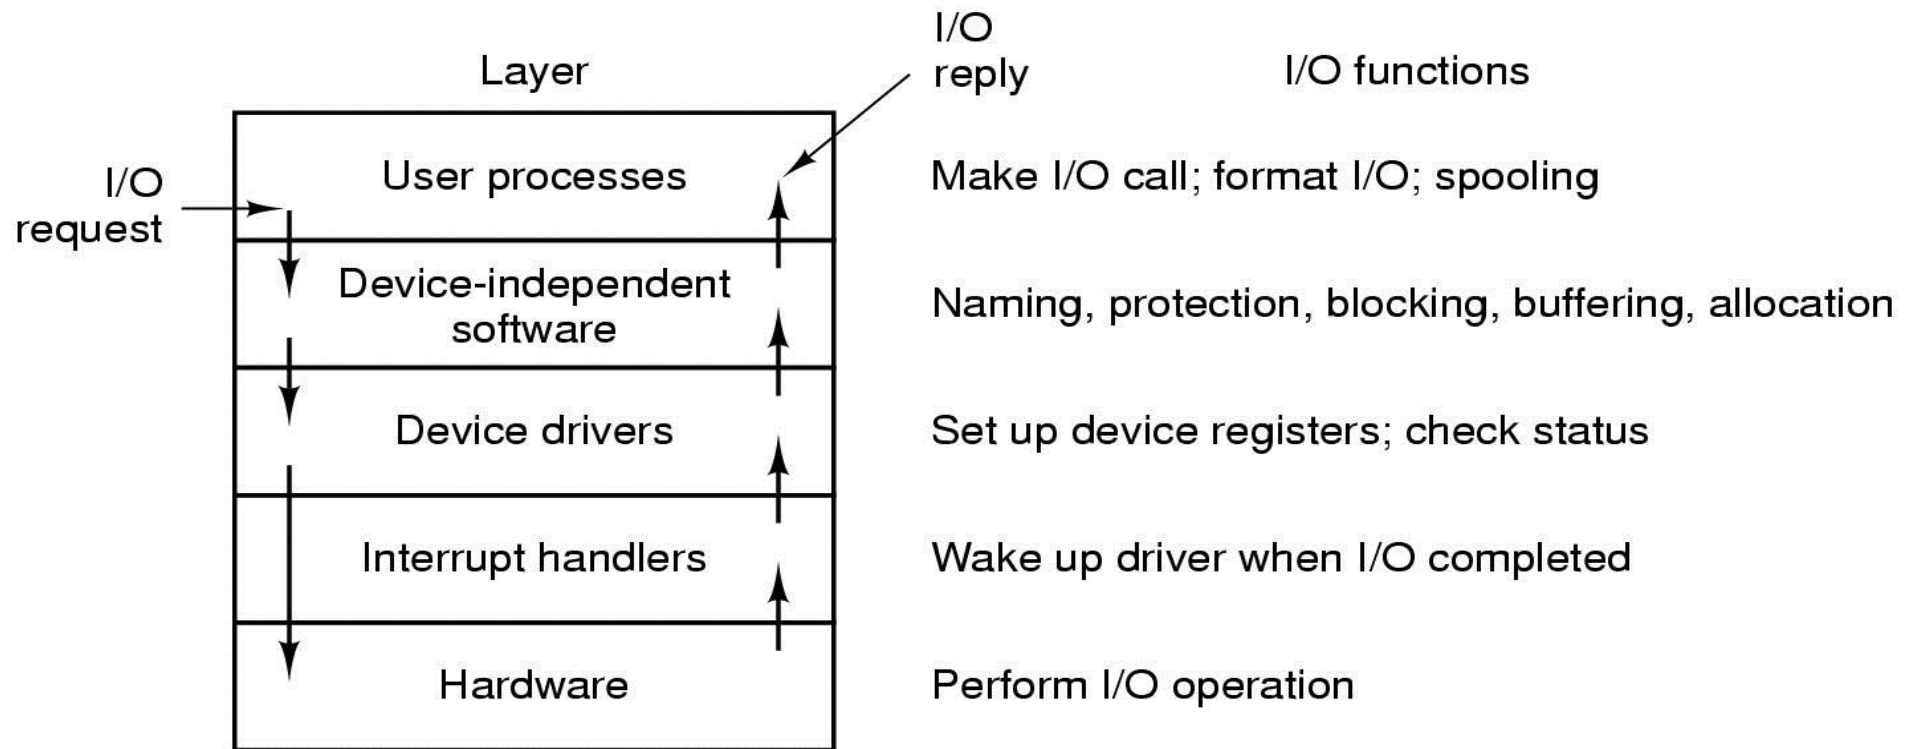 Layer
I/O
reply
I/O functions
I/O
request
User processes
Make I/O call; format I/O; spooling
Device-independent
software
Naming, protection, blocking, buffering, allocation
Device drivers
Set up device registers; check status
Interrupt handlers
Wake up driver when I/O completed
Hardware
Perform I/O operation